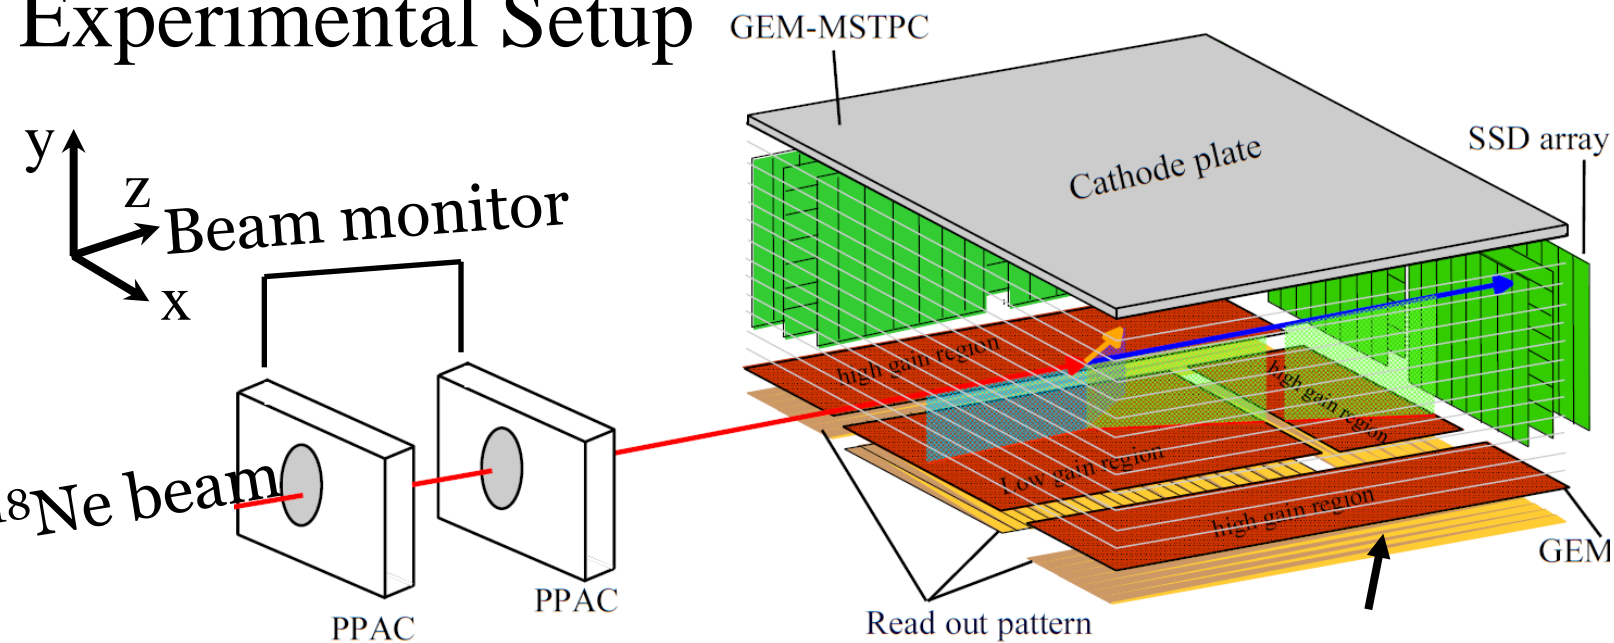 Experimental Setup
GEM-MSTPC
SSD array
Cathode plate
y
z
x
Beam monitor
high gain region
high gain region
Low gain region
high gain region
18Ne beam
GEM
PPAC
PPAC
Read out pattern